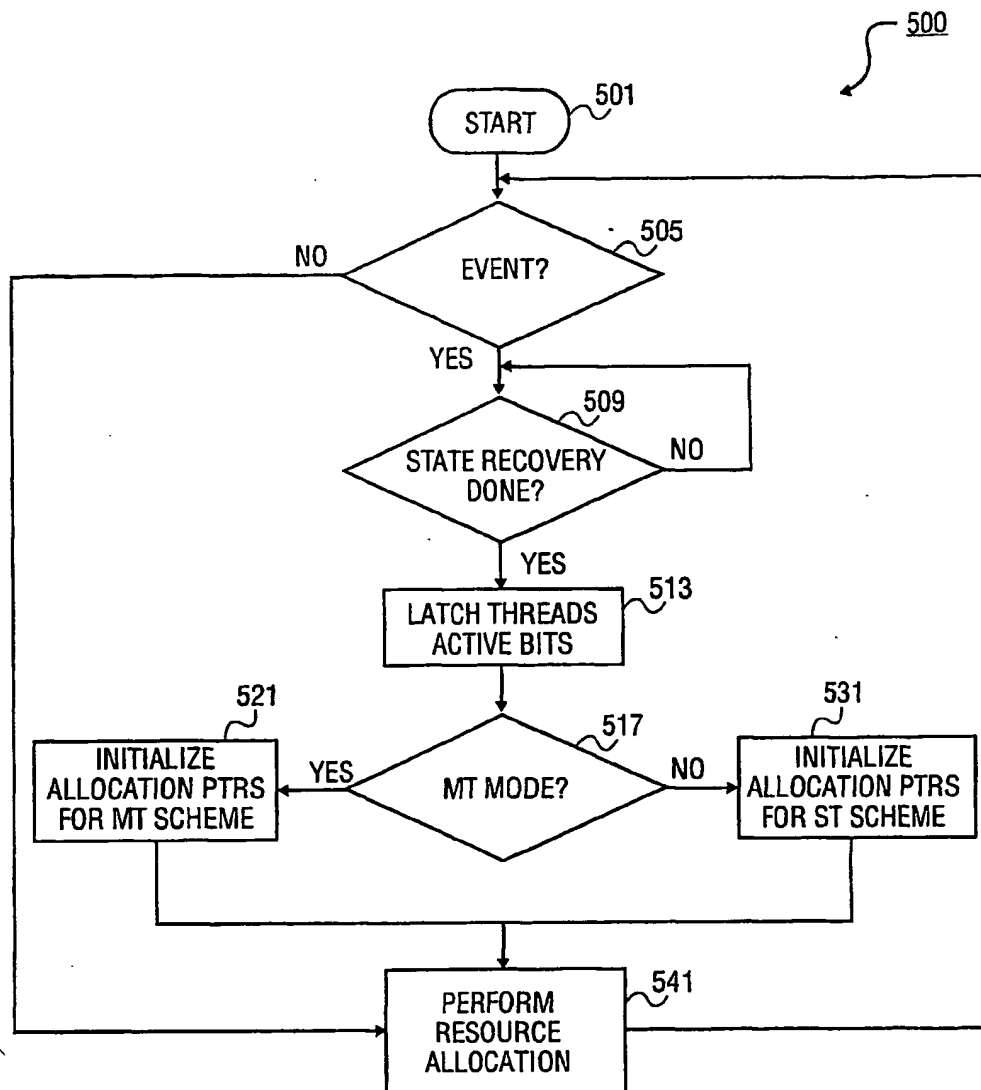 500
START
501
EVENT?
505
NO
YES
STATE RECOVERY
DONE?
509
NO
YES
LATCH THREADS
ACTIVE BITS
513
MT MODE?
517
YES
NO
521
INITIALIZE
ALLOCATION PTRS
FOR MT SCHEME
531
INITIALIZE
ALLOCATION PTRS
FOR ST SCHEME
PERFORM
RESOURCE
ALLOCATION
541